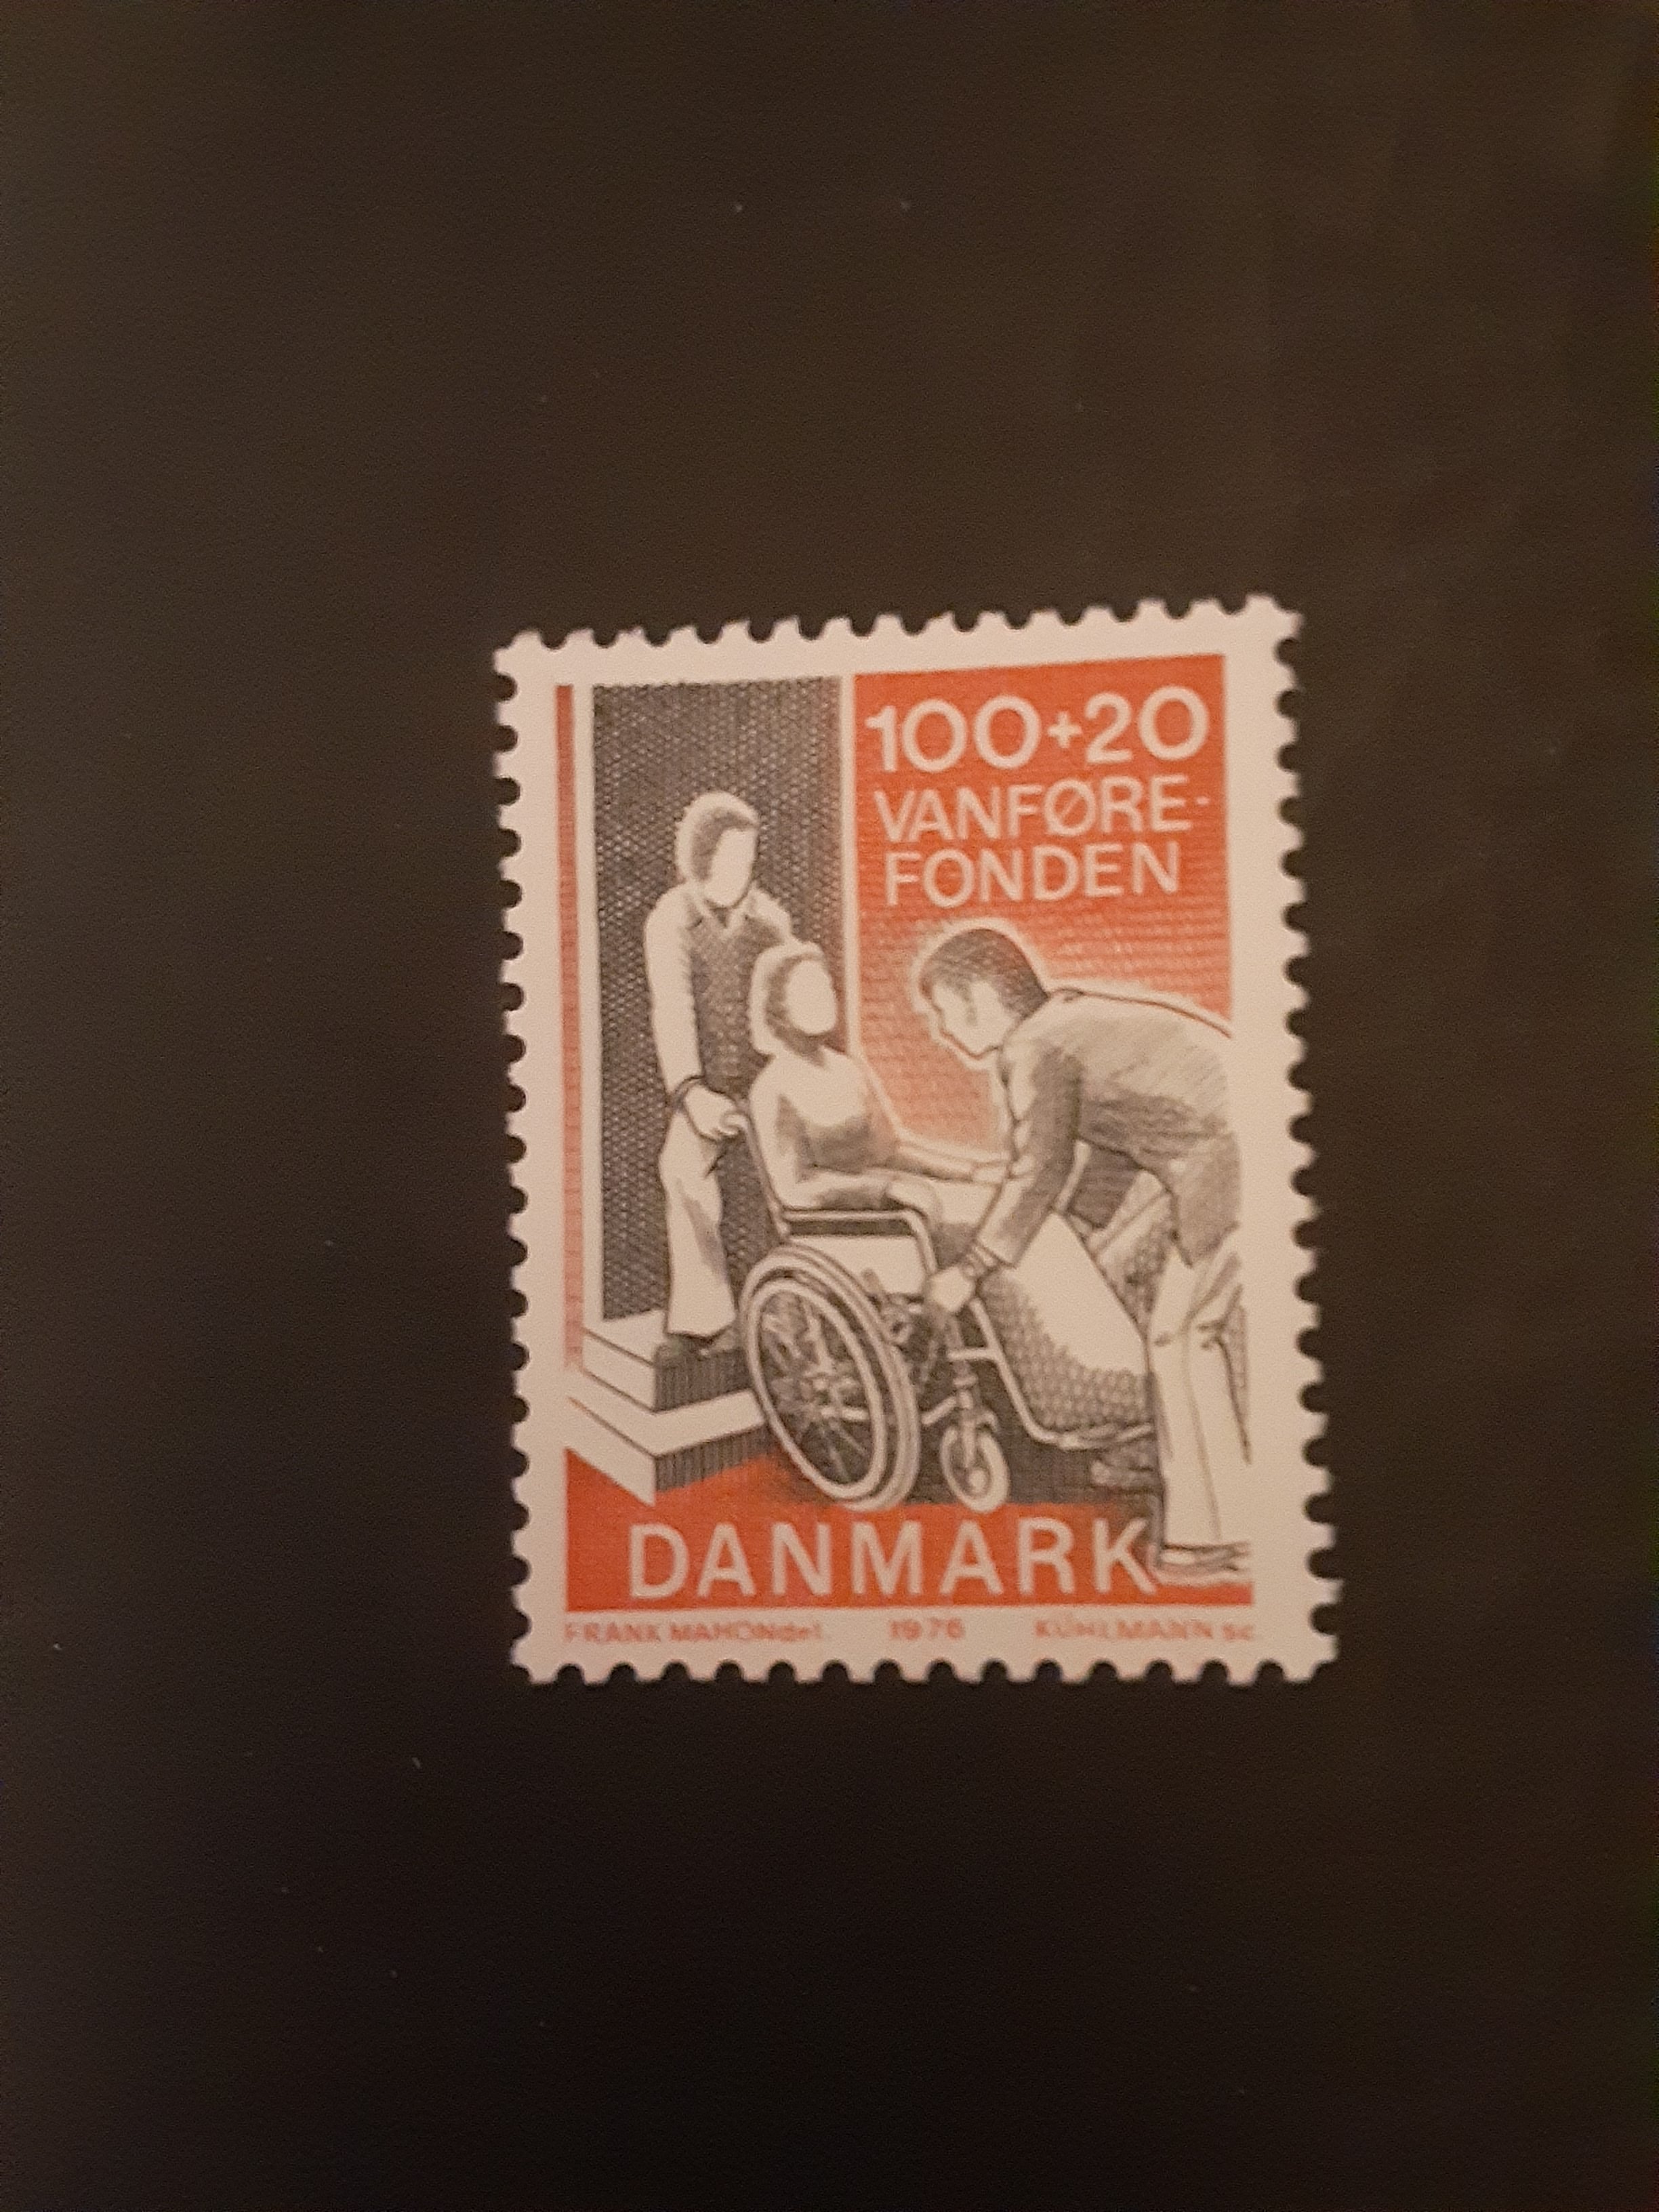 100+20
VANFØRE-
FONDEN
DANMARK
FRANK MAHON del. 1976 KÜHLMANN sc.